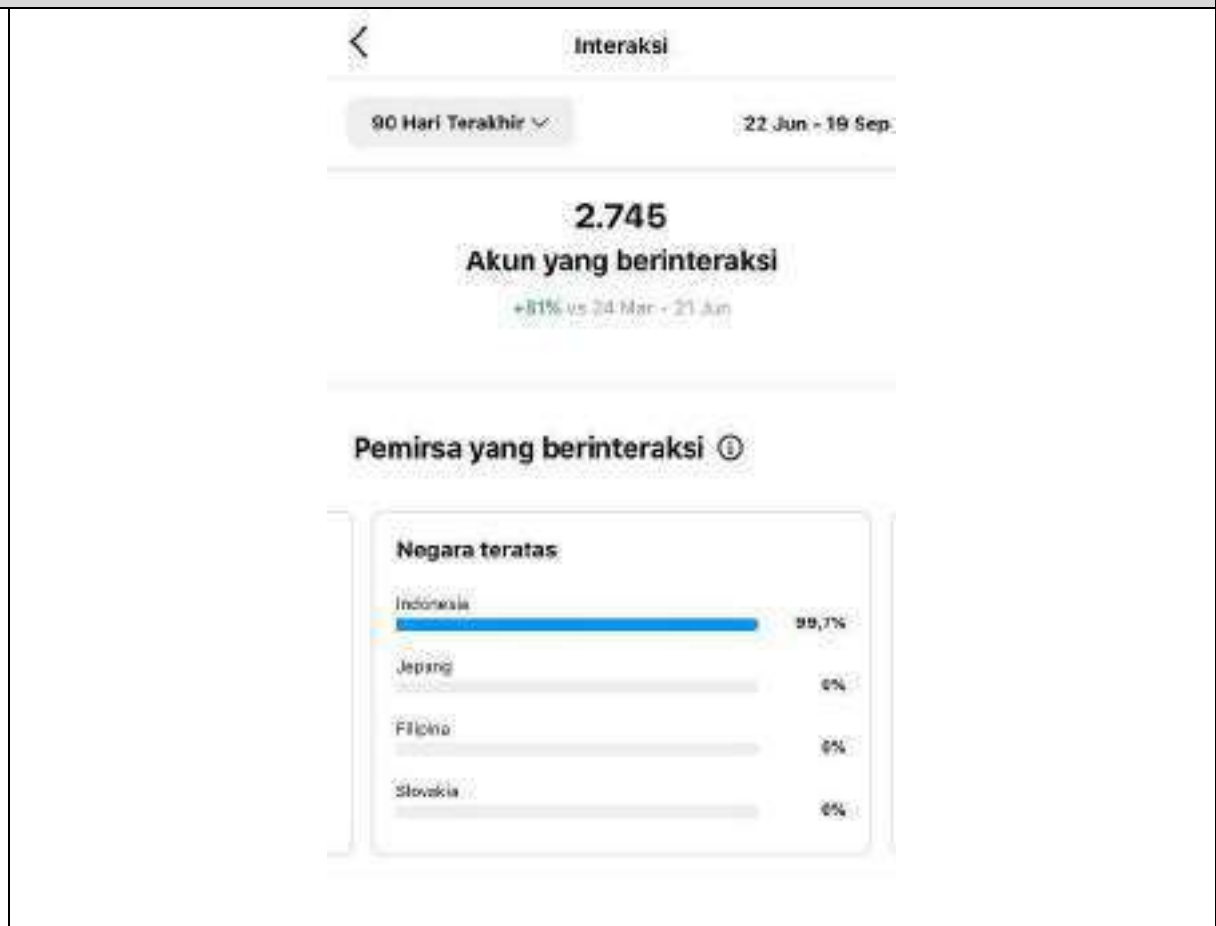 Interaksi
90 Hari Terakhir
22 Jun - 19 Sep
2.745
Akun yang berinteraksi
+81% vs 24 Mar - 21 Jun
Pemirsa yang berinteraksi
Negara teratas
Indonesia
99,7%
Jepang
0%
Filipina
0%
Slovakia
0%